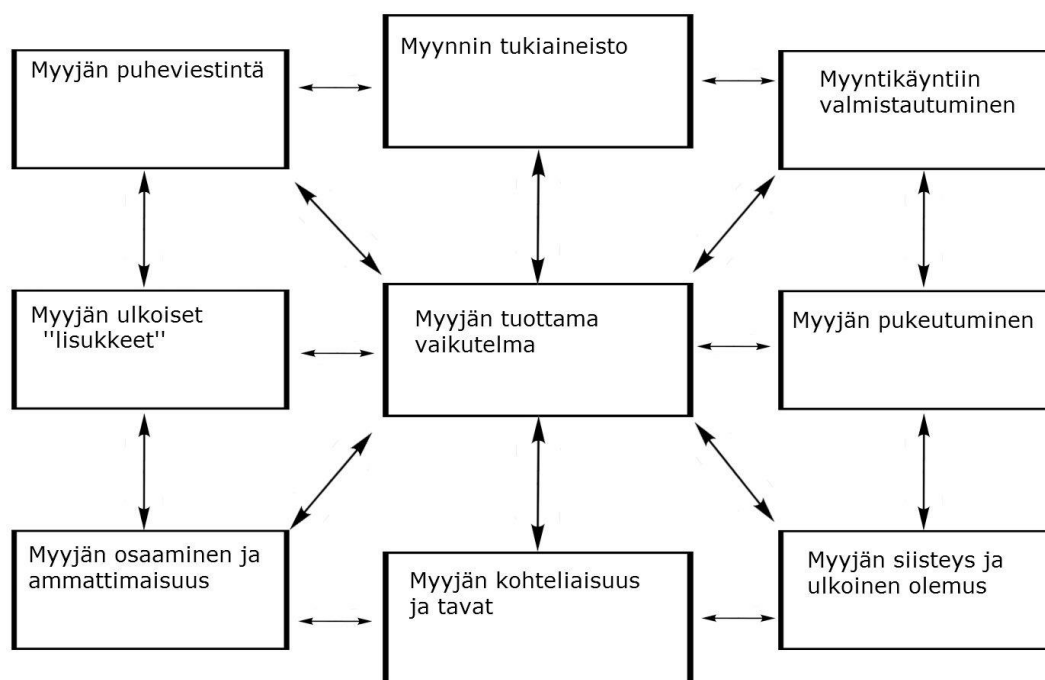 Myyjän puheviestintä
Myynnin tukiaineisto
Myyntikäyntiin
valmistautuminen
Myyjän ulkoiset
"lisukkeet"
Myyjän tuottama
vaikutelma
Myyjän pukeutuminen
Myyjän osaaminen ja
ammattimaisuus
Myyjän kohteliaisuus
ja tavat
Myyjän siisteys ja
ulkoinen olemus